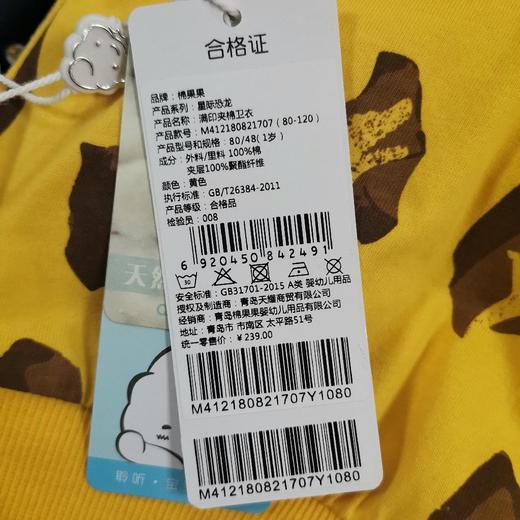 合格证
品牌: 棉果果
产品系列: 星际恐龙
产品名称: 满印夹棉卫衣
产品款号: M412180821707 (80-120)
产品型号和规格: 80/48(1岁)
成分: 外料/里料 100%棉
夹层100%聚酯纤维
颜色: 黄色
执行标准: GB/T26384-2011
产品等级: 合格品
检验员: 008
6 920450 842491
30
安全标准: GB31701-2015 A类 婴幼儿用品
授权及制造商: 青岛天耀商贸有限公司
经销商: 青岛棉果果婴幼儿用品有限公司
地址: 青岛市 市南区 太平路51号
统一零售价: ¥239.00
M412180821707Y1080
M412180821707Y1080
天然